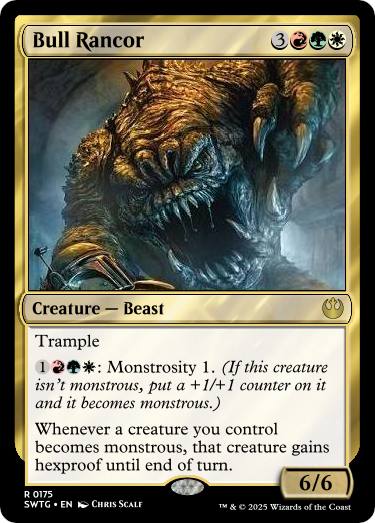 Bull Rancor 3
Creature — Beast
Trample
1: Monstrosity 1. (If this creature
isn't monstrous, put a +1/+1 counter on it
and it becomes monstrous.)
Whenever a creature you control
becomes monstrous, that creature gains
hexproof until end of turn.
6/6
R 0175
SWTG • EN Chris Scalf
™ & © 2025 Wizards of the Coast